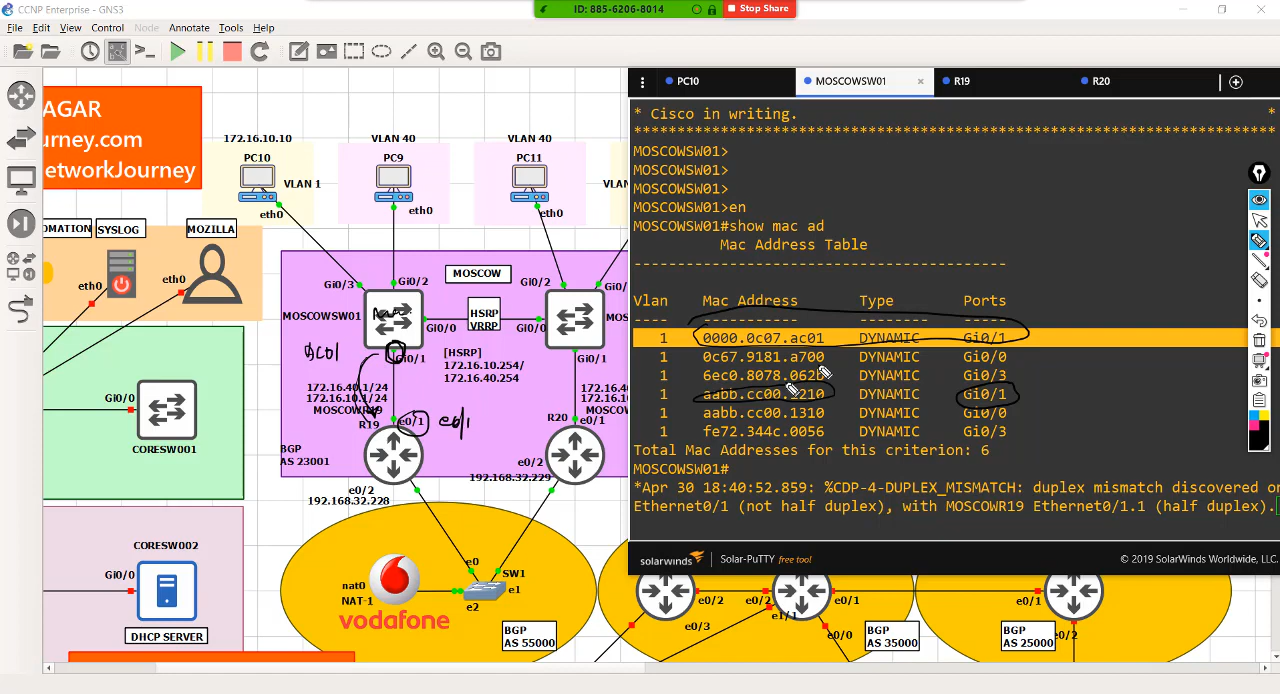 CCNP Enterprise - GNS3
ID: 885-6206-8014
Stop Share
File Edit View Control Node Annotate Tools Help
AGAR
urney.com
NetworkJourney
172.16.10.10
PC10
VLAN 1
eth0
VLAN 40
PC9
eth0
VLAN 40
PC11
eth0
VLAN
OMATION
SYSLOG
MOZILLA
eth0
eth0
MOSCOW
Gi0/3
Gi0/2
Gi0/2
Gi0/
MOSCOWSW01
Gi0/0
HSRP
VRRP
Gi0/0
MOS
Gi0/1
Gi0/1
[HSRP]
172.16.10.254/
172.16.40.254
172.16.40.1/24
172.16.10.1/24
MOSCOWR19
ac01
R19
e0/1
e0/1
R20
e0/1
BGP
AS 23001
e0/2
192.168.32.228
e0/2
192.168.32.229
Gi0/0
CORESW001
CORESW002
Gi0/0
DHCP SERVER
nat0
NAT-1
vodafone
e0
SW1
e1
e2
BGP
AS 55000
e0/2
e0/3
e0/2
e1/1
e0/1
e0/0
BGP
AS 35000
e0/1
e0/2
BGP
AS 25000
PC10
MOSCOWSW01
R19
R20
* Cisco in writing. *
**************************************************************************
MOSCOWSW01>
MOSCOWSW01>
MOSCOWSW01>
MOSCOWSW01>en
MOSCOWSW01#show mac ad
Mac Address Table
-------------------------------------------
Vlan Mac Address Type Ports
---- ----------- -------- -----
1 0000.0c07.ac01 DYNAMIC Gi0/1
1 0c67.9181.a700 DYNAMIC Gi0/0
1 6ec0.8078.062b DYNAMIC Gi0/3
1 aabb.cc00.1210 DYNAMIC Gi0/1
1 aabb.cc00.1310 DYNAMIC Gi0/0
1 fe72.344c.0056 DYNAMIC Gi0/3
Total Mac Addresses for this criterion: 6
MOSCOWSW01#
*Apr 30 18:40:52.859: %CDP-4-DUPLEX_MISMATCH: duplex mismatch discovered on
Ethernet0/1 (not half duplex), with MOSCOWR19 Ethernet0/1.1 (half duplex).
solarwinds
Solar-PuTTY free tool
© 2019 SolarWinds Worldwide, LLC.